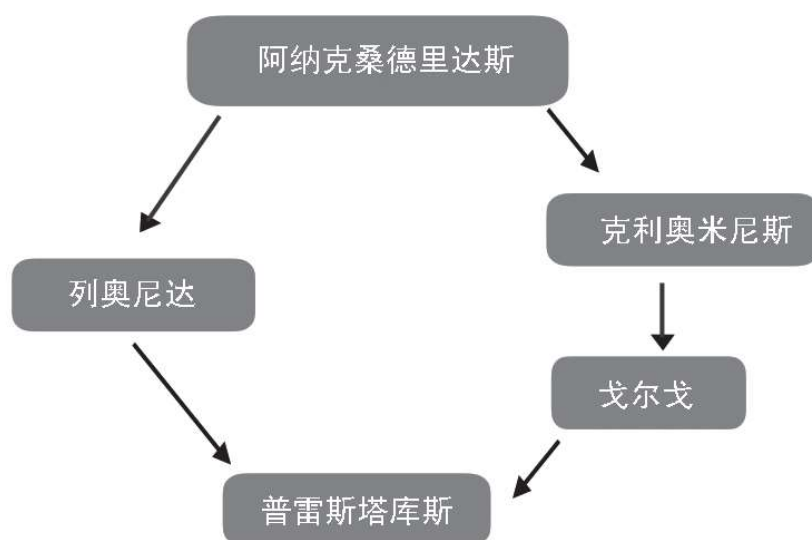 阿纳克桑德里达斯
克利奥米尼斯
列奥尼达
戈尔戈
普雷斯塔库斯